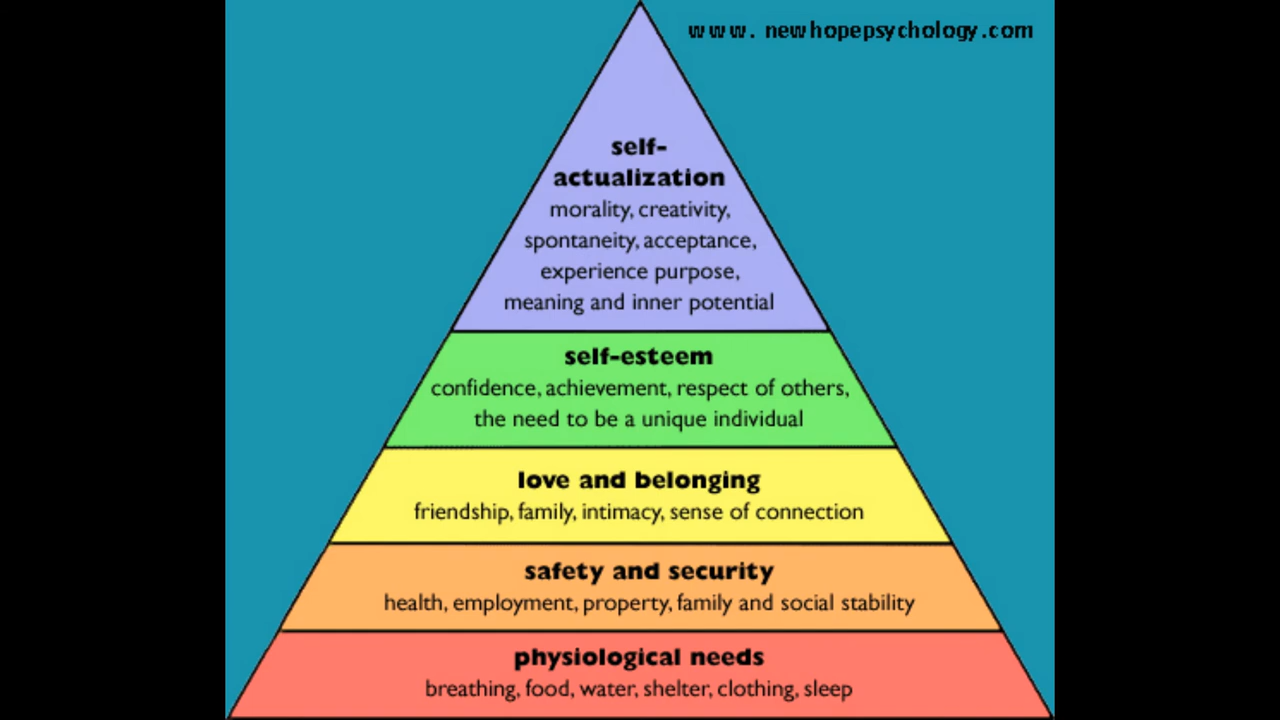 www. newhopepsychology.com
self-
actualization
morality, creativity,
spontaneity, acceptance,
experience purpose,
meaning and inner potential
self-esteem
confidence, achievement, respect of others,
the need to be a unique individual
love and belonging
friendship, family, intimacy, sense of connection
safety and security
health, employment, property, family and social stability
physiological needs
breathing, food, water, shelter, clothing, sleep